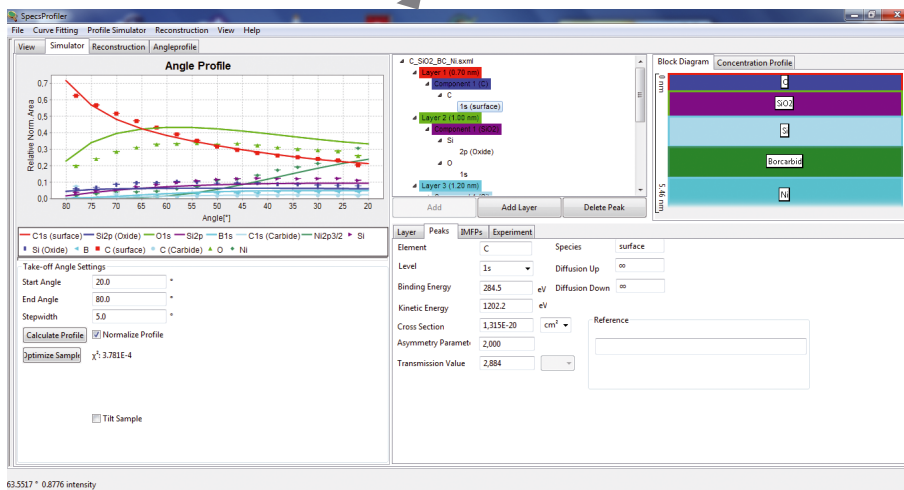 SpecsProfiler
File Curve Fitting Profile Simulator Reconstruction View Help
View Simulator Reconstruction Angleprofile
Angle Profile
Relative Norm. Area
0,7
0,6
0,5
0,4
0,3
0,2
0,1
0.0
80 75 70 65 60 55 50 45 40 35 30 25 20
Angle[°]
C1s (surface) Si2p (Oxide) O1s Si2p B1s C1s (Carbide) Ni2p3/2 Si
Si (Oxide) B C (surface) C (Carbide) O Ni
Take-off Angle Settings
Start Angle 20.0 °
End Angle 80.0 °
Stepwidth 5.0 °
Calculate Profile Normalize Profile
Optimize Sample χ²: 3.781E-4
Tilt Sample
C_SiO2_BC_Ni.sxml
Layer 1 (0.70 nm)
Component 1 (C)
C
1s (surface)
Layer 2 (1.00 nm)
Component 1 (SiO2)
Si
2p (Oxide)
O
1s
Layer 3 (1.20 nm)
Add Add Layer Delete Peak
Block Diagram Concentration Profile
0 nm
C
SiO2
Si
Borcarbid
Ni
5.46 nm
Layer Peaks IMFPs Experiment
Element C Species surface
Level 1s Diffusion Up ∞
Binding Energy 284.5 eV Diffusion Down ∞
Kinetic Energy 1202.2 eV
Cross Section 1,315E-20 cm² Reference
Asymmetry Paramete 2,000
Transmission Value 2,884
63.5517 ° 0.8776 intensity